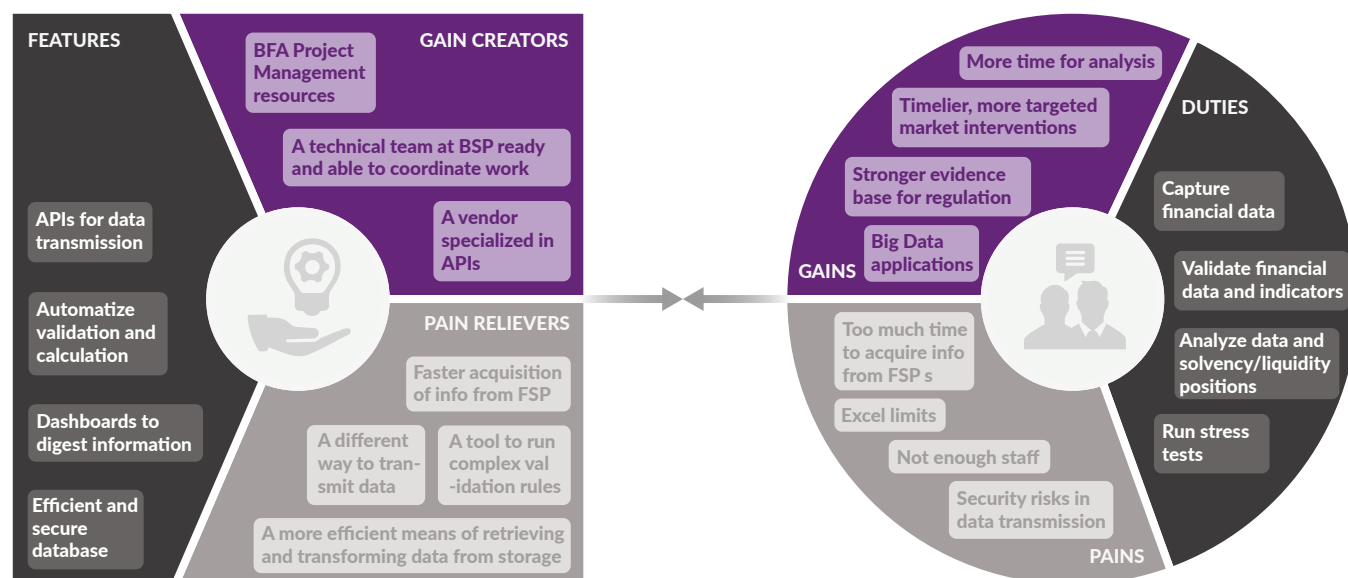 FEATURES
APIs for data
transmission
Automatize
validation and
calculation
Dashboards to
digest information
Efficient and
secure
database
GAIN CREATORS
BFA Project
Management
resources
A technical team at BSP ready
and able to coordinate work
A vendor
specialized in
APIs
PAIN RELIEVERS
Faster acquisition
of info from FSP
A different
way to tran-
smit data
A tool to run
complex val
-idation rules
A more efficient means of retrieving
and transforming data from storage
More time for analysis
Timelier, more targeted
market interventions
Stronger evidence
base for regulation
Big Data
applications
GAINS
Too much time
to acquire info
from FSP s
Excel limits
Not enough staff
Security risks in
data transmission
PAINS
DUTIES
Capture
financial data
Validate financial
data and indicators
Analyze data and
solvency/liquidity
positions
Run stress
tests